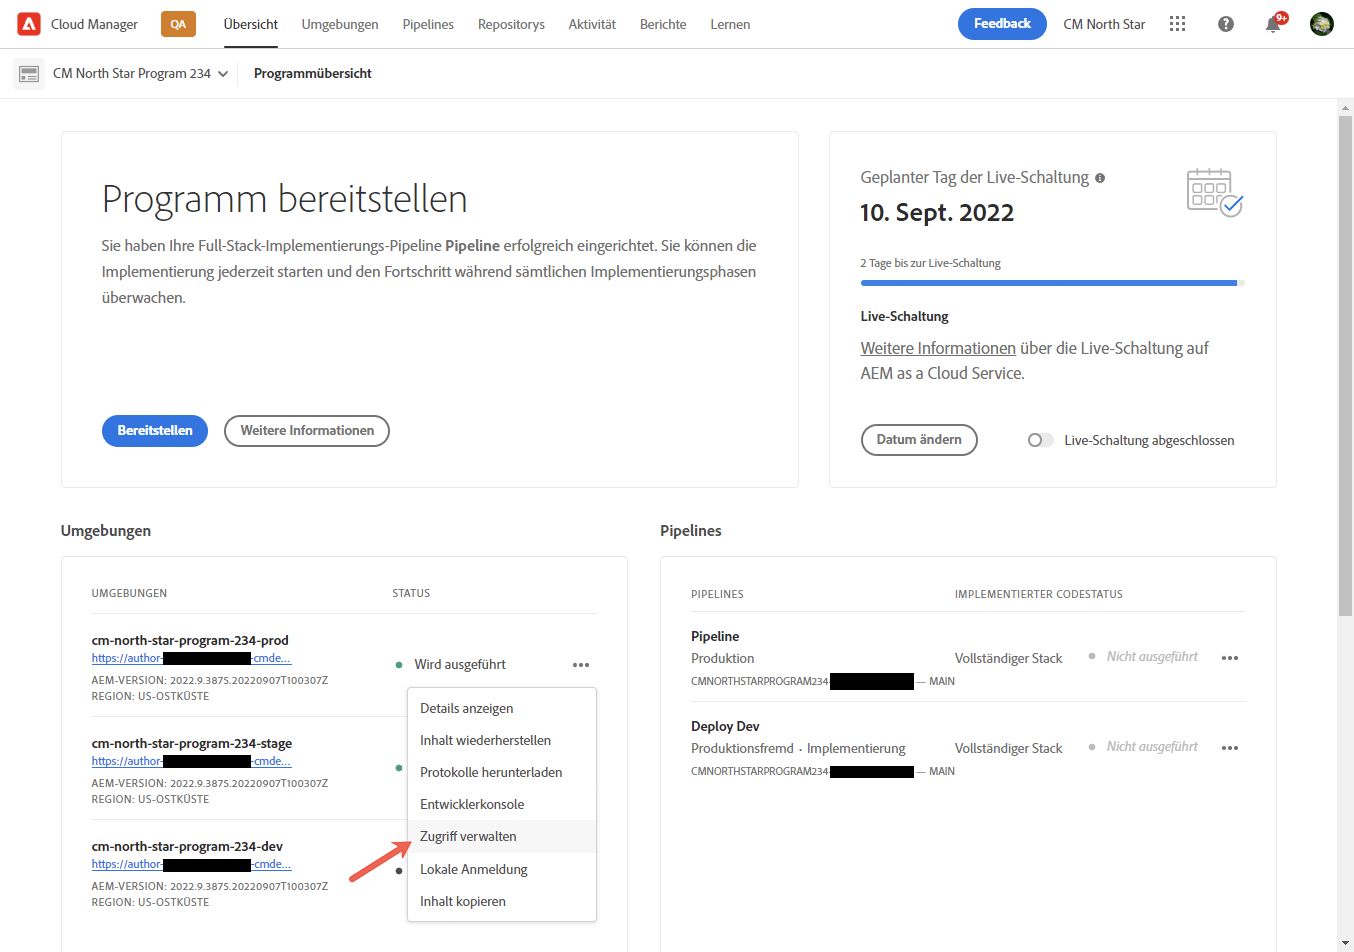 Cloud Manager QA Übersicht Umgebungen Pipelines Repositorys Aktivität Berichte Lernen Feedback CM North Star 9+
CM North Star Program 234 Programmübersicht
Programm bereitstellen
Sie haben Ihre Full-Stack-Implementierungs-Pipeline Pipeline erfolgreich eingerichtet. Sie können die
Implementierung jederzeit starten und den Fortschritt während sämtlichen Implementierungsphasen
überwachen.
Bereitstellen Weitere Informationen
Geplanter Tag der Live-Schaltung
10. Sept. 2022
2 Tage bis zur Live-Schaltung
Live-Schaltung
Weitere Informationen über die Live-Schaltung auf
AEM as a Cloud Service.
Datum ändern Live-Schaltung abgeschlossen
Umgebungen
UMGEBUNGEN STATUS
cm-north-star-program-234-prod
https://author- -cmde...
AEM-VERSION: 2022.9.3875.20220907T100307Z
REGION: US-OSTKÜSTE
Wird ausgeführt
cm-north-star-program-234-stage
https://author- -cmde...
AEM-VERSION: 2022.9.3875.20220907T100307Z
REGION: US-OSTKÜSTE
cm-north-star-program-234-dev
https://author- -cmde...
AEM-VERSION: 2022.9.3875.20220907T100307Z
REGION: US-OSTKÜSTE
Details anzeigen
Inhalt wiederherstellen
Protokolle herunterladen
Entwicklerkonsole
Zugriff verwalten
Lokale Anmeldung
Inhalt kopieren
Pipelines
PIPELINES IMPLEMENTIERTER CODESTATUS
Pipeline
Produktion Vollständiger Stack Nicht ausgeführt
CMNORTHSTARPROGRAM234- — MAIN
Deploy Dev
Produktionsfremd · Implementierung Vollständiger Stack Nicht ausgeführt
CMNORTHSTARPROGRAM234- — MAIN